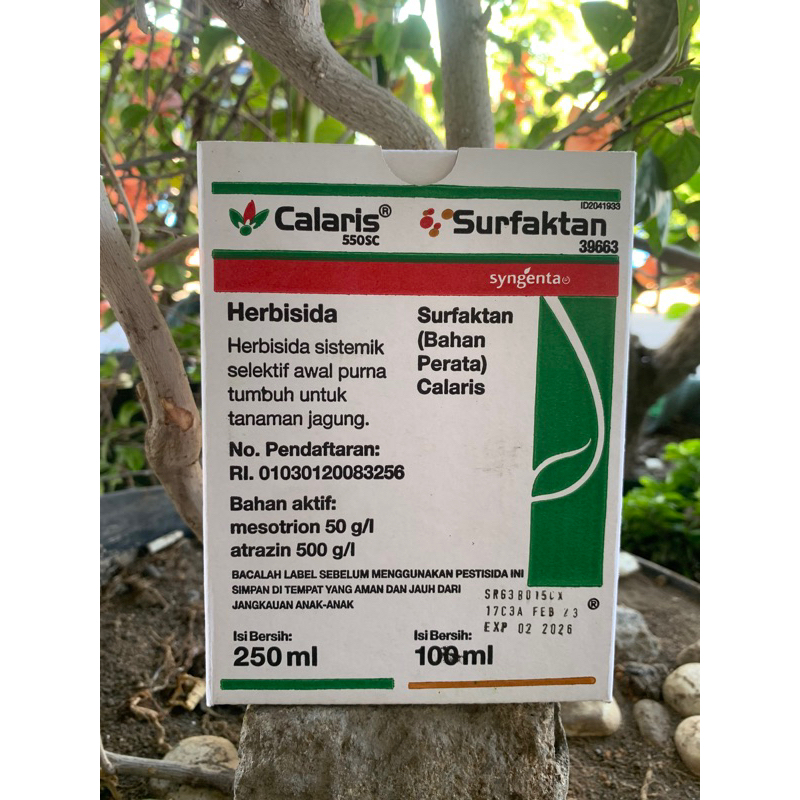 ID2041933
Calaris®
550SC
Surfaktan
39663
syngenta
Herbisida
Herbisida sistemik
selektif awal purna
tumbuh untuk
tanaman jagung.
Surfaktan
(Bahan
Perata)
Calaris
No. Pendaftaran:
RI. 01030120083256
Bahan aktif:
mesotrion 50 g/l
atrazin 500 g/l
BACALAH LABEL SEBELUM MENGGUNAKAN PESTISIDA INI
SIMPAN DI TEMPAT YANG AMAN DAN JAUH DARI
JANGKAUAN ANAK-ANAK
17C3A FEB
®
EXP 02 2026
Isi Bersih:
250 ml
Isi Bersih:
100 ml